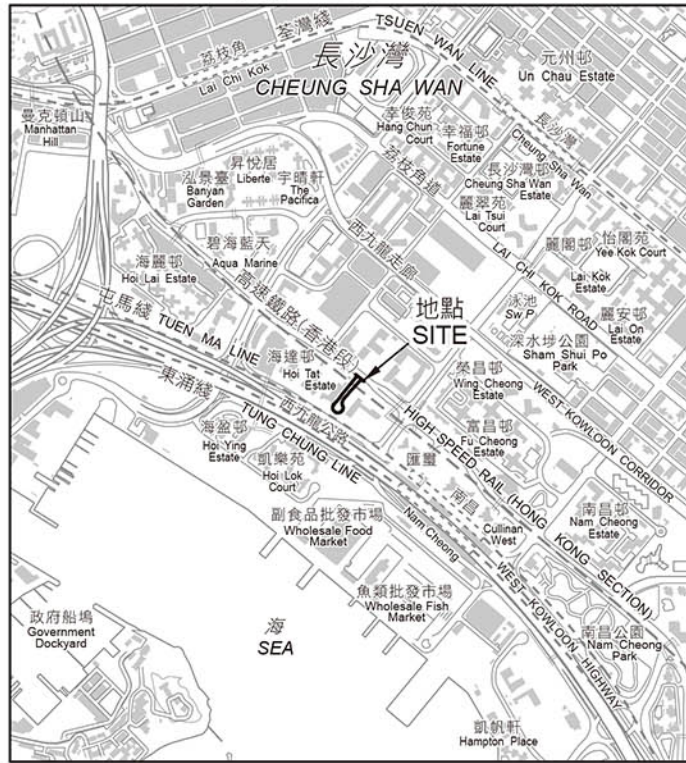 荃灣綫
TSUEN WAN LINE
荔枝角
Lai Chi Kok
長沙灣
CHEUNG SHA WAN
元州邨
Un Chau Estate
曼克頓山
Manhattan
Hill
幸俊苑
Hang Chun
Court
幸福邨
Fortune
Estate
長沙灣
Cheung Sha Wan
昇悅居
Liberte
宇晴軒
The
Pacifica
泓景臺
Banyan
Garden
荔枝角道
LAI CHI KOK ROAD
長沙灣邨
Cheung Sha Wan
Estate
麗翠苑
Lai Tsui
Court
怡閣苑
Yee Kok Court
麗閣邨
Lai Kok
Estate
碧海藍天
Aqua Marine
西九龍走廊
WEST KOWLOON CORRIDOR
海麗邨
Hoi Lai Estate
泳池
Sw P
麗安邨
Lai On
Estate
深水埗公園
Sham Shui Po
Park
高速鐵路(香港段)
HIGH SPEED RAIL (HONG KONG SECTION)
地點
SITE
屯馬綫 TUEN MA LINE
海達邨
Hoi Tat
Estate
榮昌邨
Wing Cheong
Estate
富昌邨
Fu Cheong
Estate
東涌綫
TUNG CHUNG LINE
西九龍公路
WEST KOWLOON HIGHWAY
海盈邨
Hoi Ying
Estate
凱樂苑
Hoi Lok
Court
匯璽
Cullinan
West
南昌
Nam Cheong
南昌邨
Nam Cheong
Estate
副食品批發市場
Wholesale Food
Market
魚類批發市場
Wholesale Fish
Market
政府船塢
Government
Dockyard
海
SEA
南昌公園
Nam Cheong
Park
凱帆軒
Hampton Place